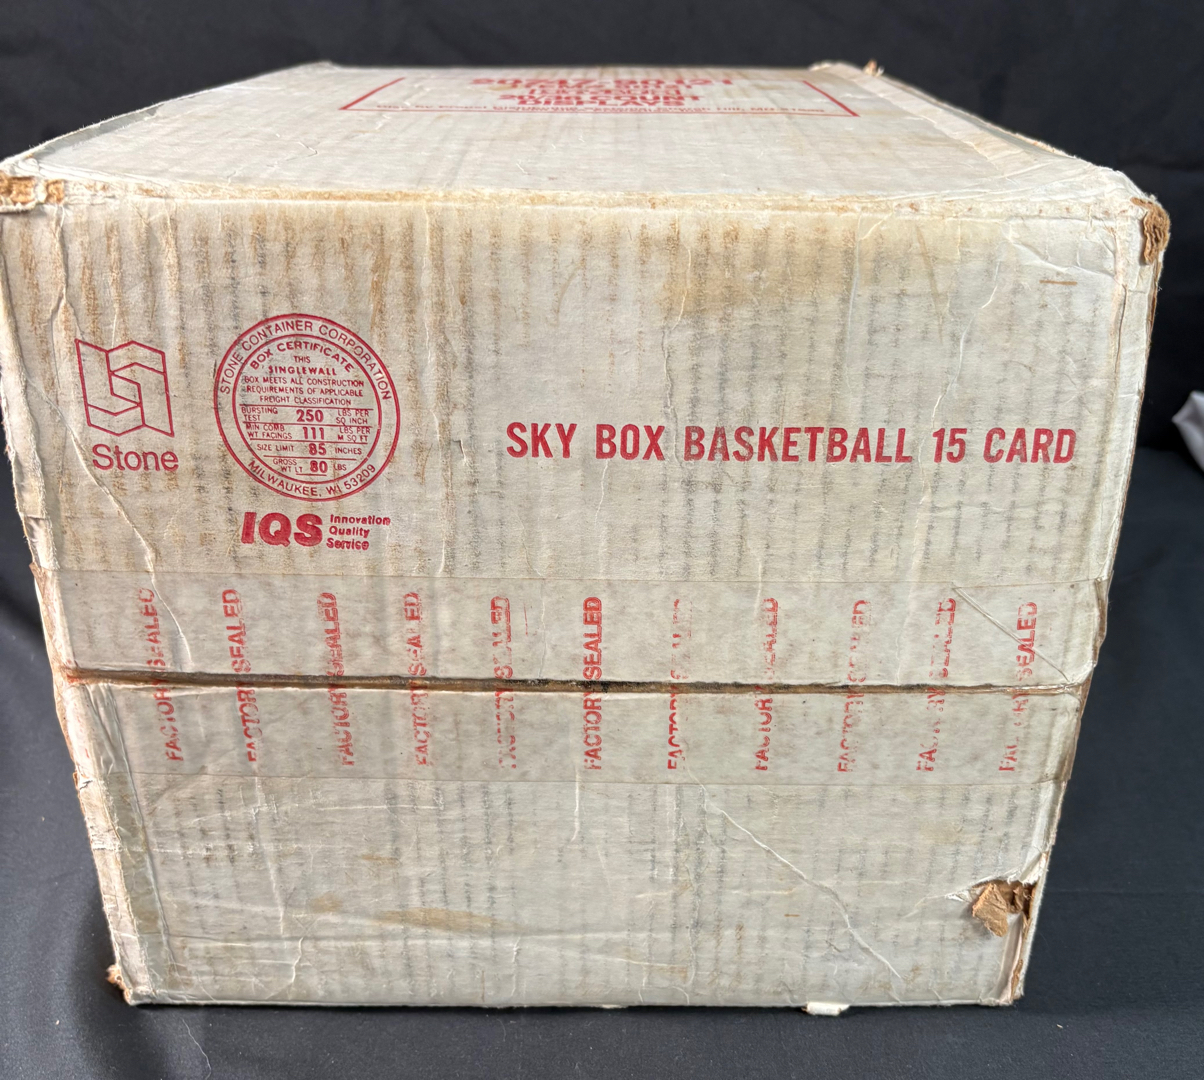 DISPLAYS
STONE CONTAINER CORPORATION
BOX CERTIFICATE
THIS
SINGLEWALL
BOX MEETS ALL CONSTRUCTION
REQUIREMENTS OF APPLICABLE
FREIGHT CLASSIFICATION
BURSTING TEST 250 LBS PER SQ INCH
MIN COMB WT FACINGS 111 LBS PER M SQ FT
SIZE LIMIT 85 INCHES
GROSS WT LT 80 LBS
MILWAUKEE, WI 53209
Stone
SKY BOX BASKETBALL 15 CARD
IQS Innovation
Quality
Service
FACTORY SEALED
FACTORY SEALED
FACTORY SEALED
FACTORY SEALED
FACTORY SEALED
FACTORY SEALED
FACTORY SEALED
FACTORY SEALED
FACTORY SEALED
FACTORY SEALED
FACTORY SEALED